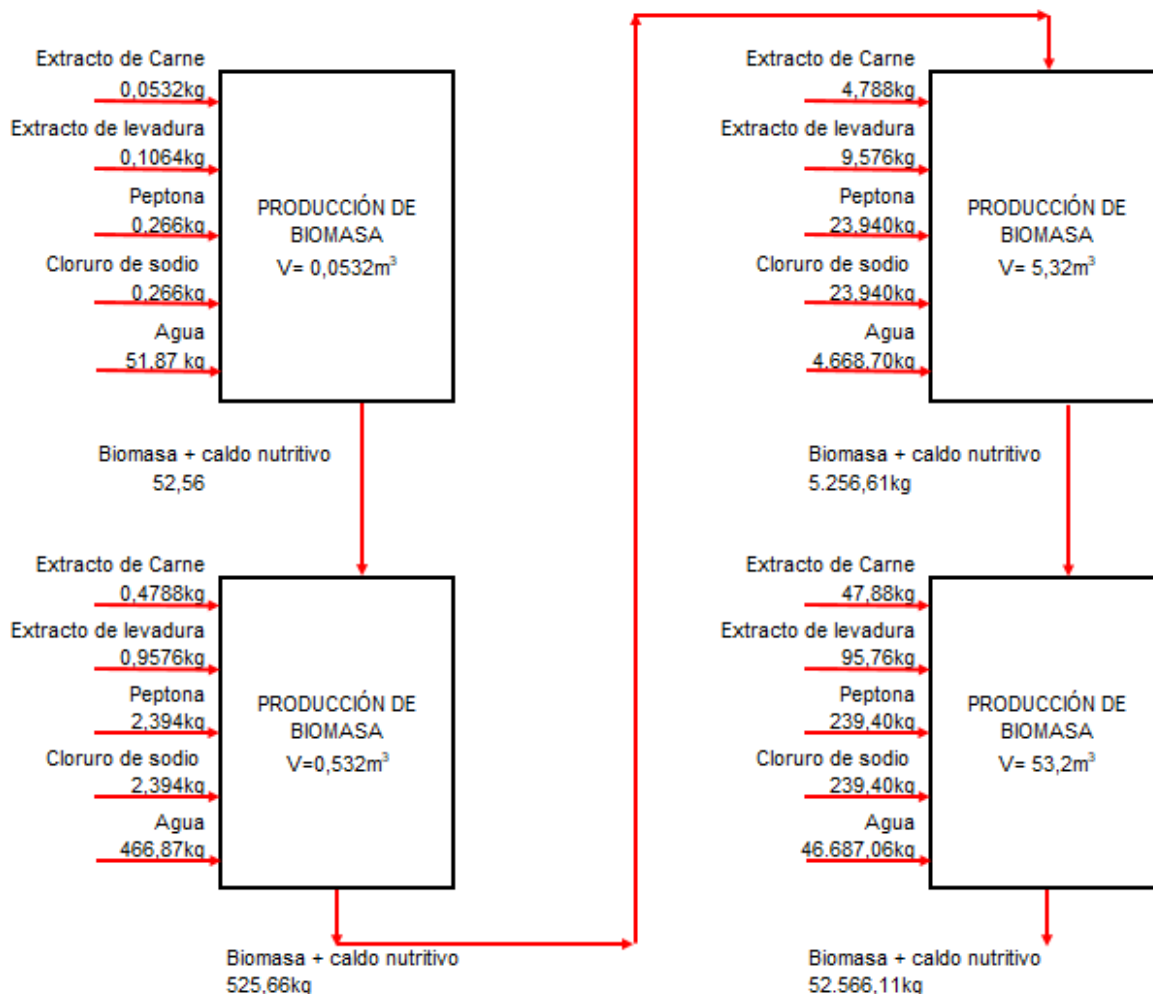 Extracto de Carne
0,0532kg
Extracto de levadura
0,1064kg
Peptona
0,266kg
Cloruro de sodio
0,266kg
Agua
51,87 kg
PRODUCCIÓN DE
BIOMASA
V= 0,0532m³
Biomasa + caldo nutritivo
52,56
Extracto de Carne
0,4788kg
Extracto de levadura
0,9576kg
Peptona
2,394kg
Cloruro de sodio
2,394kg
Agua
466,87kg
PRODUCCIÓN DE
BIOMASA
V=0,532m³
Biomasa + caldo nutritivo
525,66kg
Extracto de Carne
4,788kg
Extracto de levadura
9,576kg
Peptona
23,940kg
Cloruro de sodio
23,940kg
Agua
4.668,70kg
PRODUCCIÓN DE
BIOMASA
V= 5,32m³
Biomasa + caldo nutritivo
5.256,61kg
Extracto de Carne
47,88kg
Extracto de levadura
95,76kg
Peptona
239,40kg
Cloruro de sodio
239,40kg
Agua
46.687,06kg
PRODUCCIÓN DE
BIOMASA
V= 53,2m³
Biomasa + caldo nutritivo
52.566,11kg